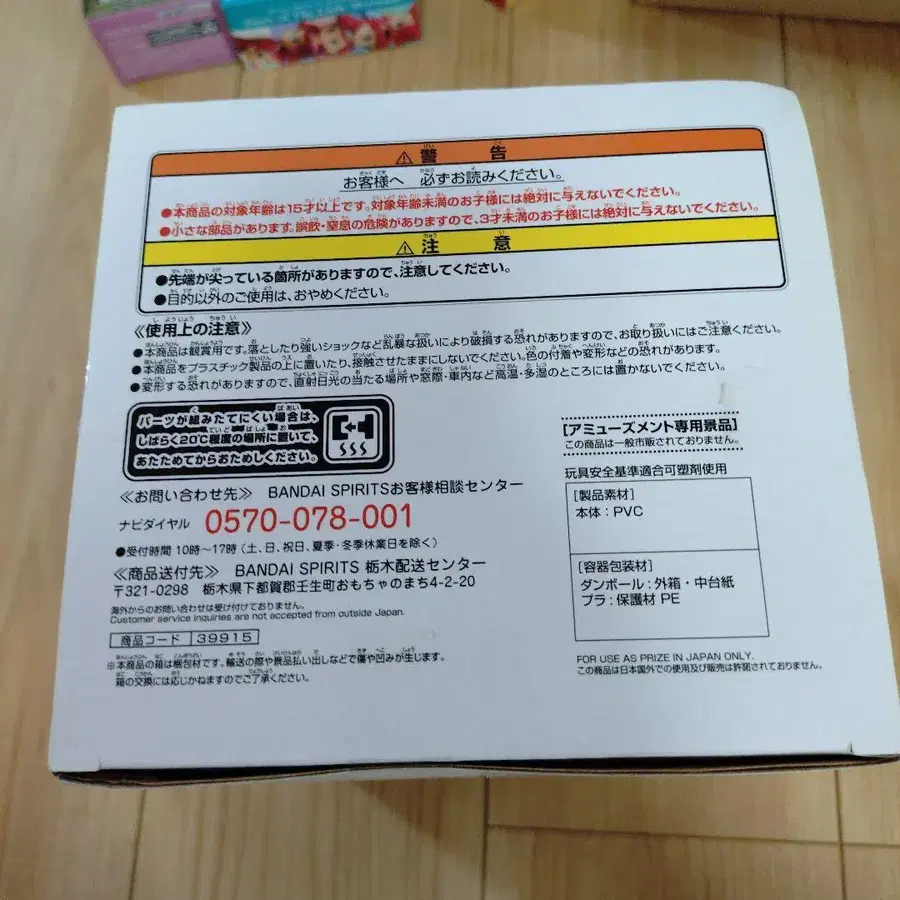 ⚠警告
お客様へ 必ずお読みください。
●本商品の対象年齢は15才以上です。対象年齢未満のお子様には絶対に与えないでください。
●小さな部品があります。誤飲・窒息の危険がありますので、3才未満のお子様には絶対に与えないでください。
⚠注意
●先端が尖っている箇所がありますので、注意してください。
●目的以外のご使用は、おやめください。
《使用上の注意》
●本商品は観賞用です。落としたり強いショックなど乱暴な扱いにより破損する恐れがありますので、お取り扱いにはご注意ください。
●本商品をプラスチック製品の上に置いたり、接触させたままにしないでください。色の付着や変形などの恐れがあります。
●変形する恐れがありますので、直射日光の当たる場所や窓際・車内など高温・多湿のところには置かないでください。
パーツが組みたてにくい場合は、
しばらく20℃程度の場所に置いて、
あたためてからおためしください。
《お問い合わせ先》 BANDAI SPIRITSお客様相談センター
ナビダイヤル 0570-078-001
●受付時間 10時〜17時(土、日、祝日、夏季・冬季休業日を除く)
《商品送付先》 BANDAI SPIRITS 栃木配送センター
〒321-0298 栃木県下都賀郡壬生町おもちゃのまち4-2-20
海外からのお問い合わせは受け付けておりません。
Customer service inquiries are not accepted from outside Japan.
商品コード 39915
※本商品の箱は梱包材です。輸送の際や景品払い出しなどで傷や凹みが生じます。
箱の交換には応じかねますのでご了承ください。
[アミューズメント専用景品]
この商品は一般市販されておりません。
玩具安全基準適合可塑剤使用
[製品素材]
本体:PVC
[容器包装材]
ダンボール:外箱・中台紙
プラ:保護材 PE
FOR USE AS PRIZE IN JAPAN ONLY.
この商品は日本国外での使用及び販売は許諾されておりません。